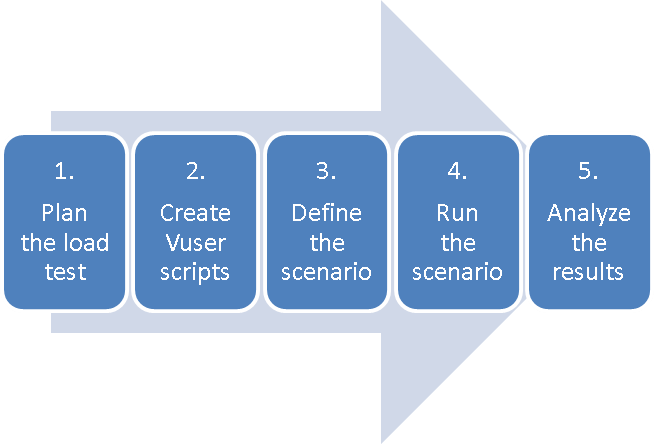 1.
Plan
the load
test
2.
Create
Vuser
scripts
3.
Define
the
scenario
4.
Run
the
scenario
5.
Analyze
the
results